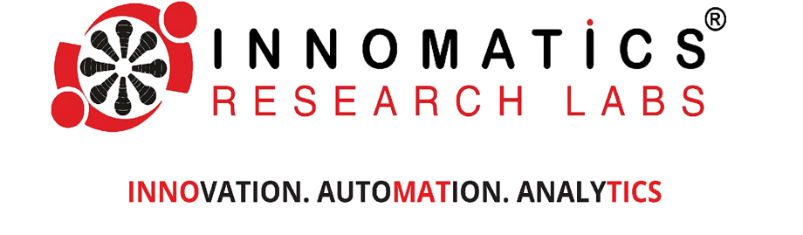 INNOMATiCS®
RESEARCH LABS
INNOVATION. AUTOMATION. ANALYTICS